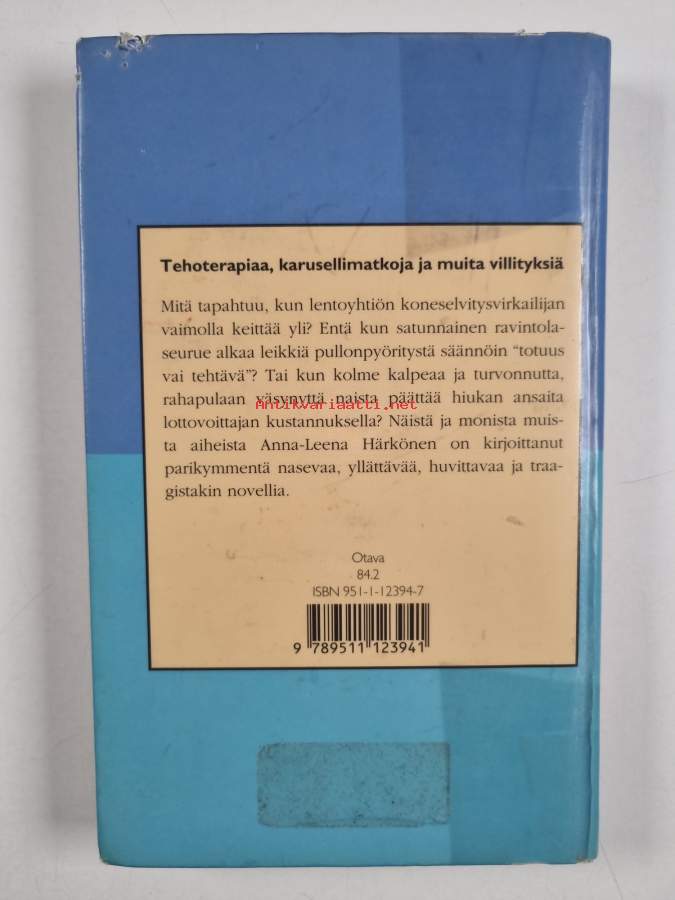 Tehoterapiaa, karusellimatkoja ja muita villityksiä
Mitä tapahtuu, kun lentoyhtiön koneselvitysvirkailijan
vaimolla keittää yli? Entä kun satunnainen ravintola-
seurue alkaa leikkiä pullonpyöritystä säännöin “totuus
vai tehtävä”? Tai kun kolme kalpeaa ja turvonnutta,
rahapulaan väsynyttä naista päättää hiukan ansaita
Antikvariaatti.net
lottovoittajan kustannuksella? Näistä ja monista muis-
ta aiheista Anna-Leena Härkönen on kirjoittanut
parikymmentä nasevaa, yllättävää, huvittavaa ja traa-
gistakin novellia.
Otava
84.2
ISBN 951-1-12394-7
9 789511 123941